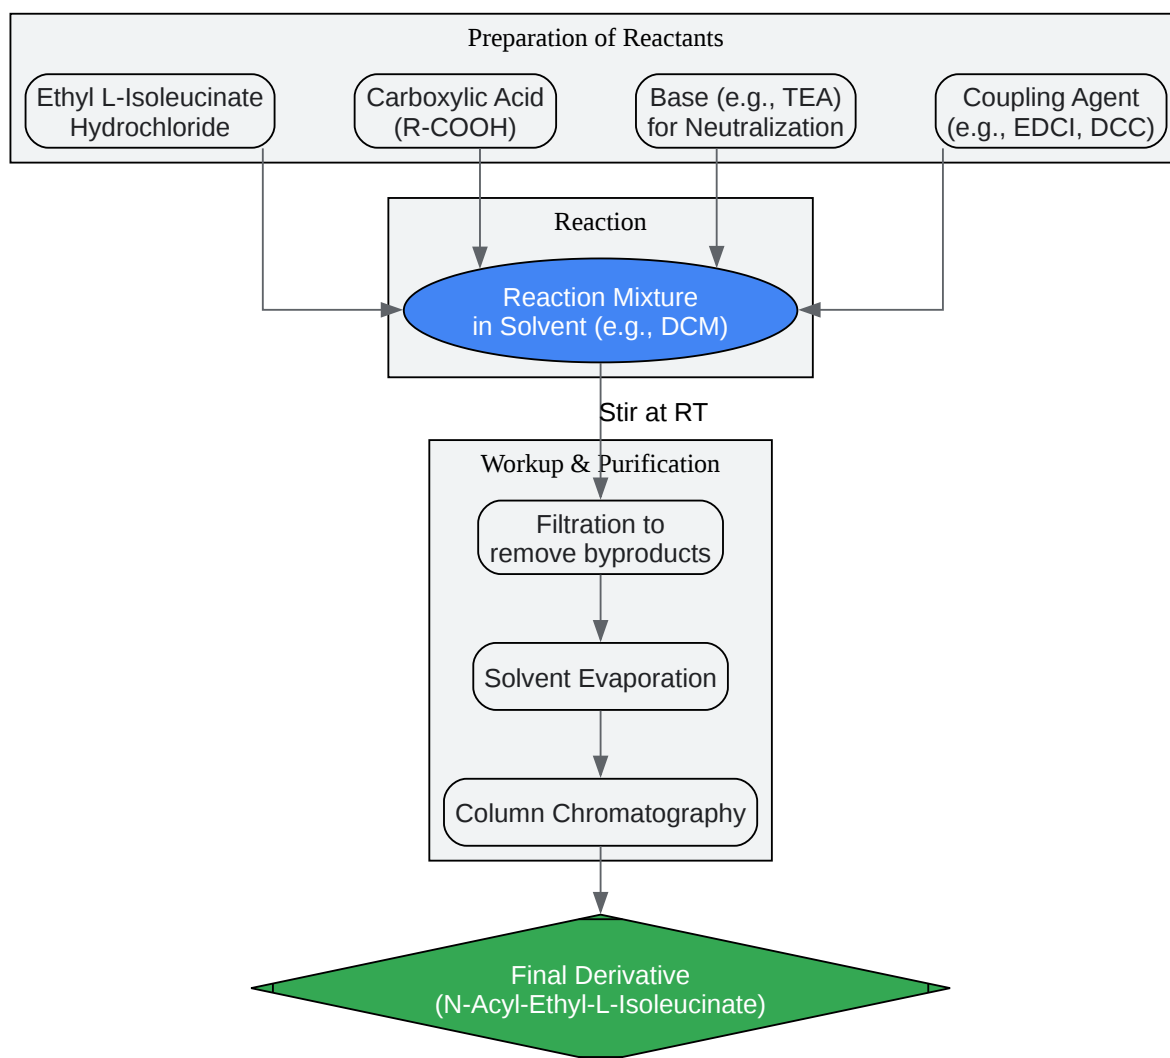 Preparation of Reactants
Ethyl L-Isoleucinate
Hydrochloride
Carboxylic Acid
(R-COOH)
Base (e.g., TEA)
for Neutralization
Coupling Agent
(e.g., EDCI, DCC)
Reaction
Reaction Mixture
in Solvent (e.g., DCM)
Stir at RT
Workup & Purification
Filtration to
remove byproducts
Solvent Evaporation
Column Chromatography
Final Derivative
(N-Acyl-Ethyl-L-Isoleucinate)